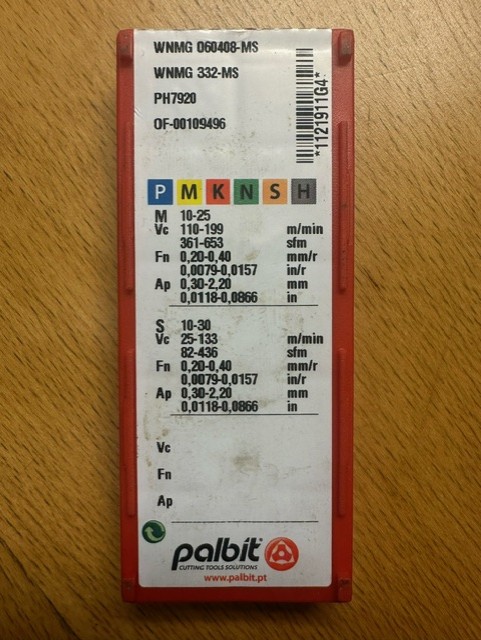 WNMG 060408-MS
WNMG 332-MS
PH7920
OF-00109496
*1121911G4*
P M K N S H
M 10-25
Vc 110-199 m/min
361-653 sfm
Fn 0,20-0,40 mm/r
0,0079-0,0157 in/r
Ap 0,30-2,20 mm
0,0118-0,0866 in
S 10-30
Vc 25-133 m/min
82-436 sfm
Fn 0,20-0,40 mm/r
0,0079-0,0157 in/r
Ap 0,30-2,20 mm
0,0118-0,0866 in
Vc
Fn
Ap
palbit®
CUTTING TOOLS SOLUTIONS
www.palbit.pt